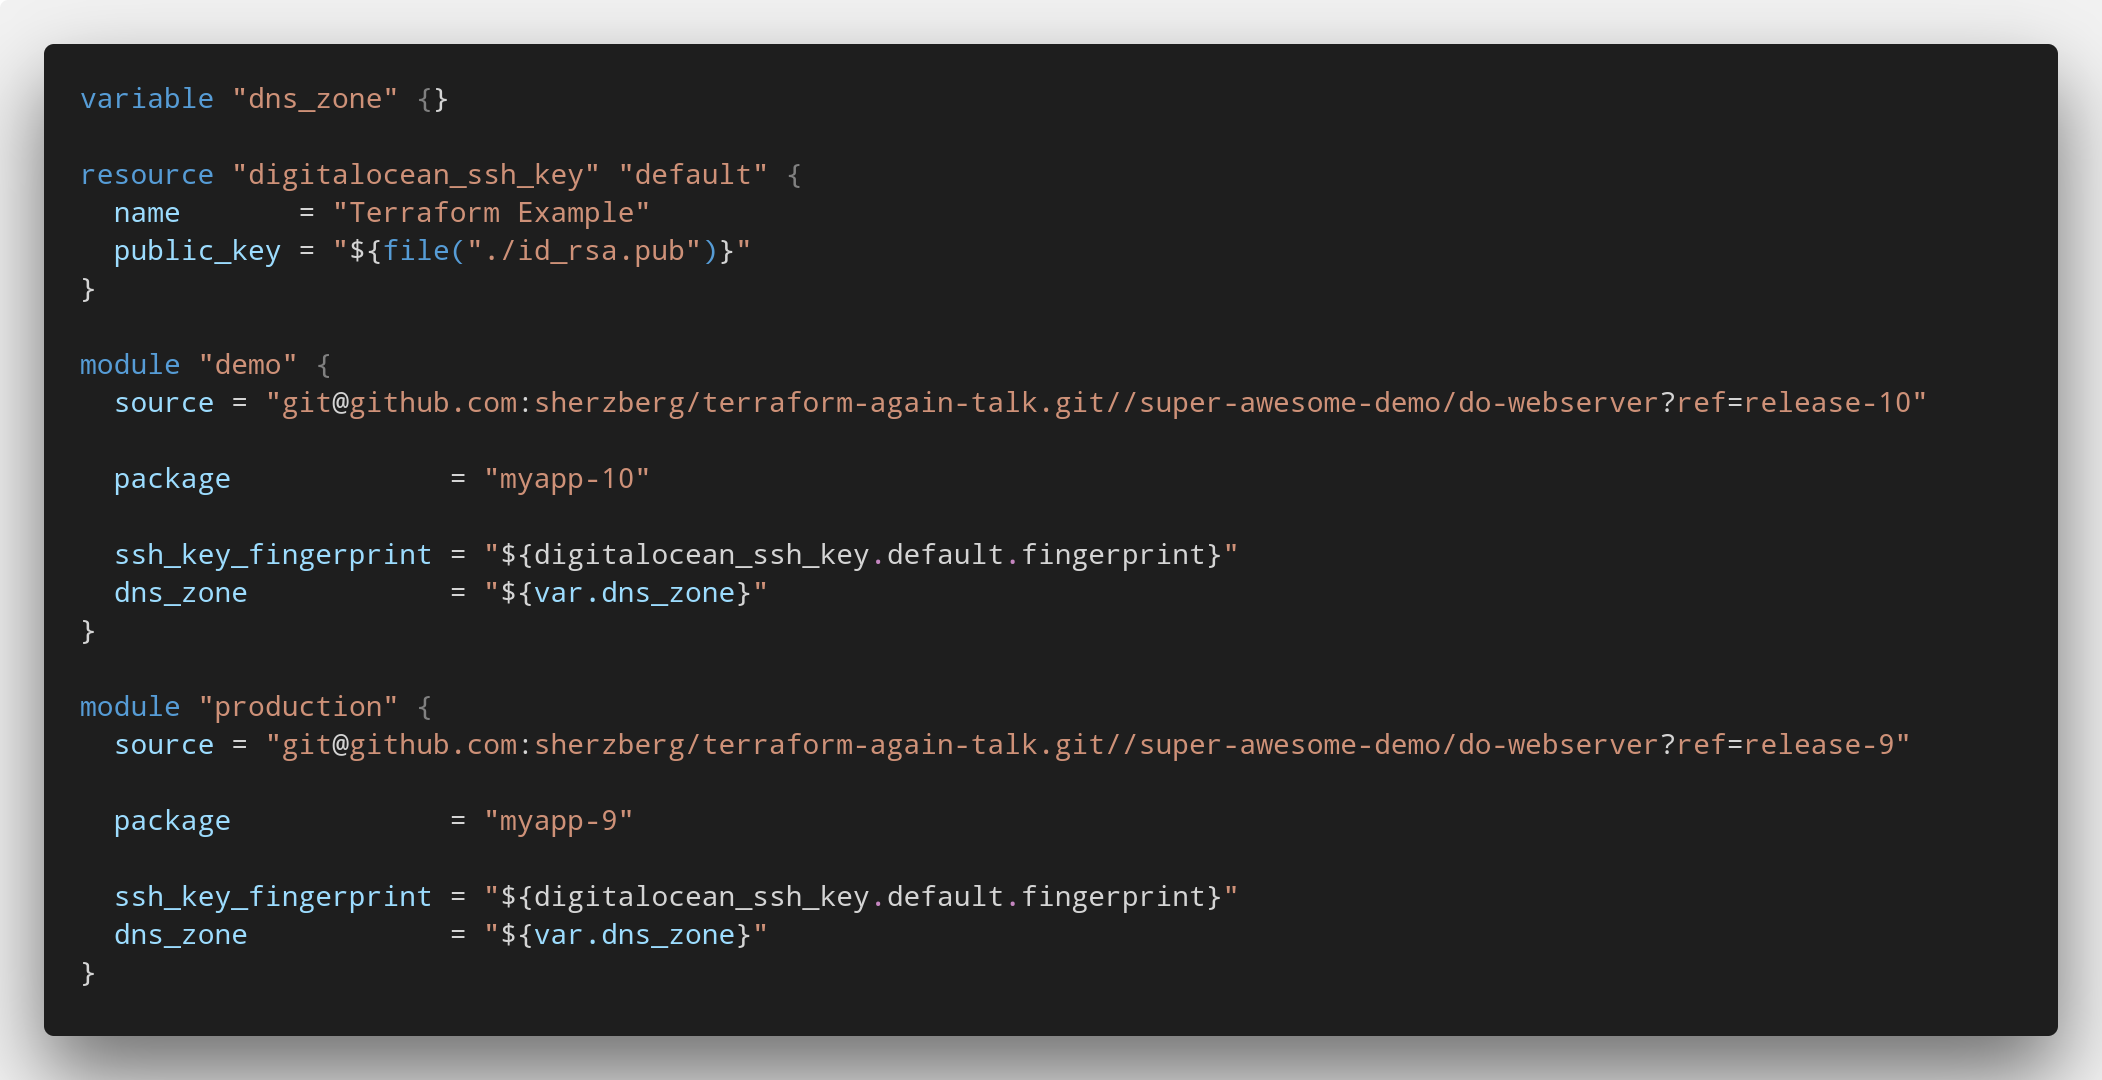 variable "dns_zone" {}

resource "digitalocean_ssh_key" "default" {
  name       = "Terraform Example"
  public_key = "${file("./id_rsa.pub")}"
}

module "demo" {
  source = "git@github.com:sherzberg/terraform-again-talk.git//super-awesome-demo/do-webserver?ref=release-10"

  package             = "myapp-10"

  ssh_key_fingerprint = "${digitalocean_ssh_key.default.fingerprint}"
  dns_zone            = "${var.dns_zone}"
}

module "production" {
  source = "git@github.com:sherzberg/terraform-again-talk.git//super-awesome-demo/do-webserver?ref=release-9"

  package             = "myapp-9"

  ssh_key_fingerprint = "${digitalocean_ssh_key.default.fingerprint}"
  dns_zone            = "${var.dns_zone}"
}